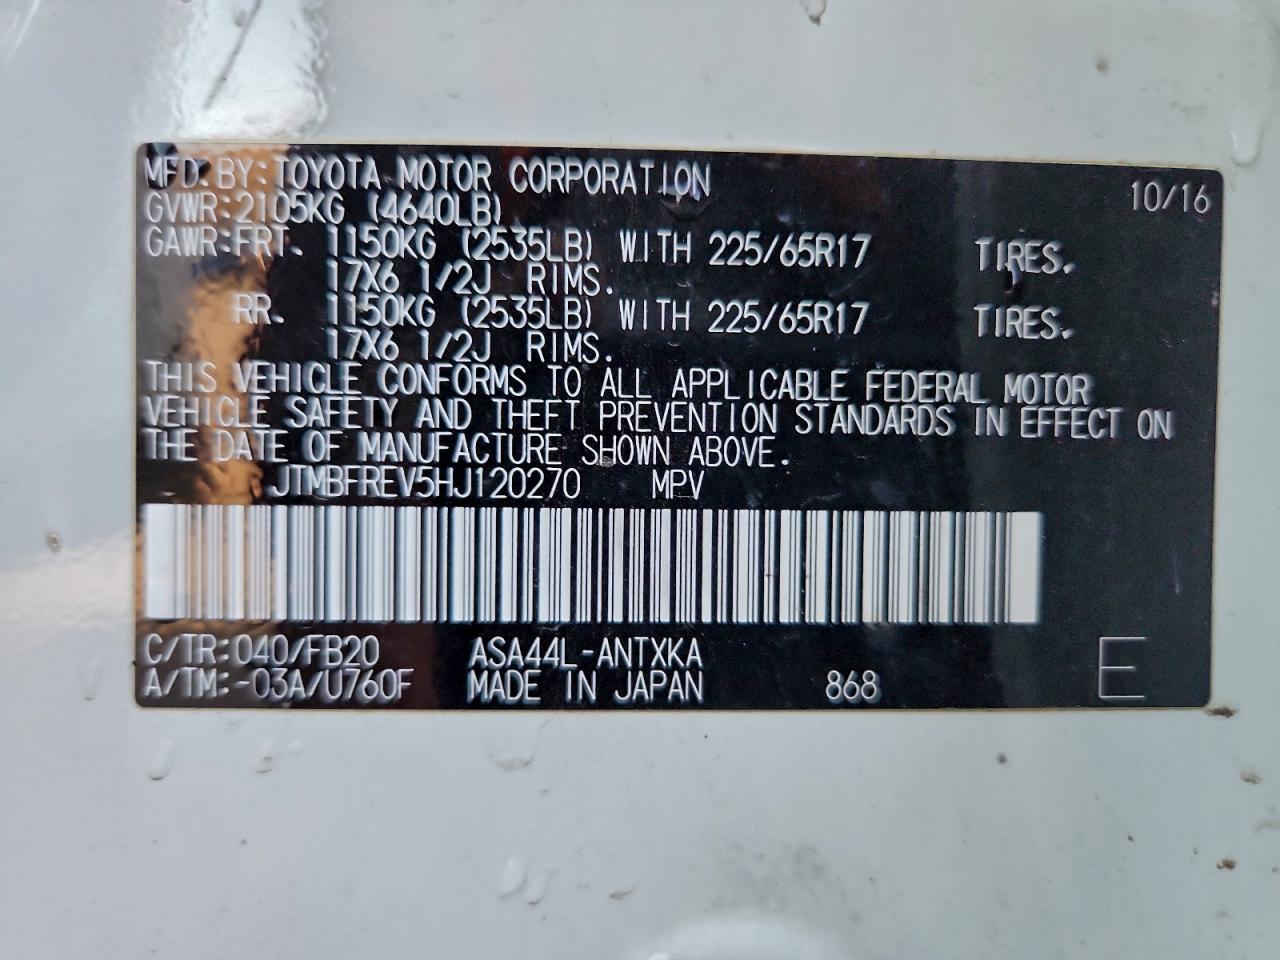 MFD. BY: TOYOTA MOTOR CORPORATION 10/16
GVWR: 2105KG (4640LB)
GAWR: FRT. 1150KG (2535LB) WITH 225/65R17 TIRES.
17X6 1/2J RIMS.
RR. 1150KG (2535LB) WITH 225/65R17 TIRES.
17X6 1/2J RIMS.
THIS VEHICLE CONFORMS TO ALL APPLICABLE FEDERAL MOTOR
VEHICLE SAFETY AND THEFT PREVENTION STANDARDS IN EFFECT ON
THE DATE OF MANUFACTURE SHOWN ABOVE.
JTMBFREV5HJ120270 MPV
C/TR: 040/FB20 ASA44L-ANTXKA E
A/TM: -03A/U760F MADE IN JAPAN 868